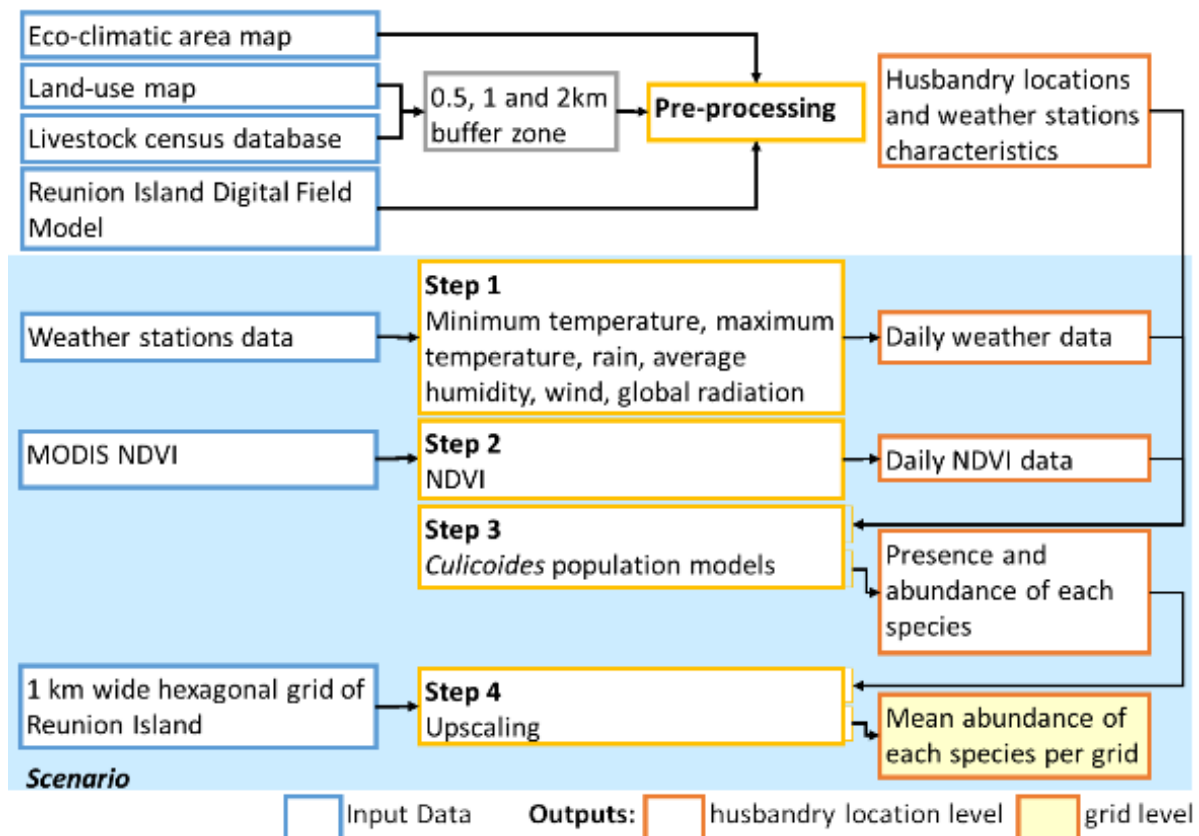 Eco-climatic area map
Land-use map
Livestock census database
Reunion Island Digital Field
Model
0.5, 1 and 2km
buffer zone
Pre-processing
Husbandry locations
and weather stations
characteristics
Weather stations data
Step 1
Minimum temperature, maximum
temperature, rain, average
humidity, wind, global radiation
Daily weather data
MODIS NDVI
Step 2
NDVI
Daily NDVI data
Step 3
Culicoides population models
Presence and
abundance of each
species
1 km wide hexagonal grid of
Reunion Island
Step 4
Upscaling
Mean abundance of
each species per grid
Scenario
Input Data
Outputs:
husbandry location level
grid level